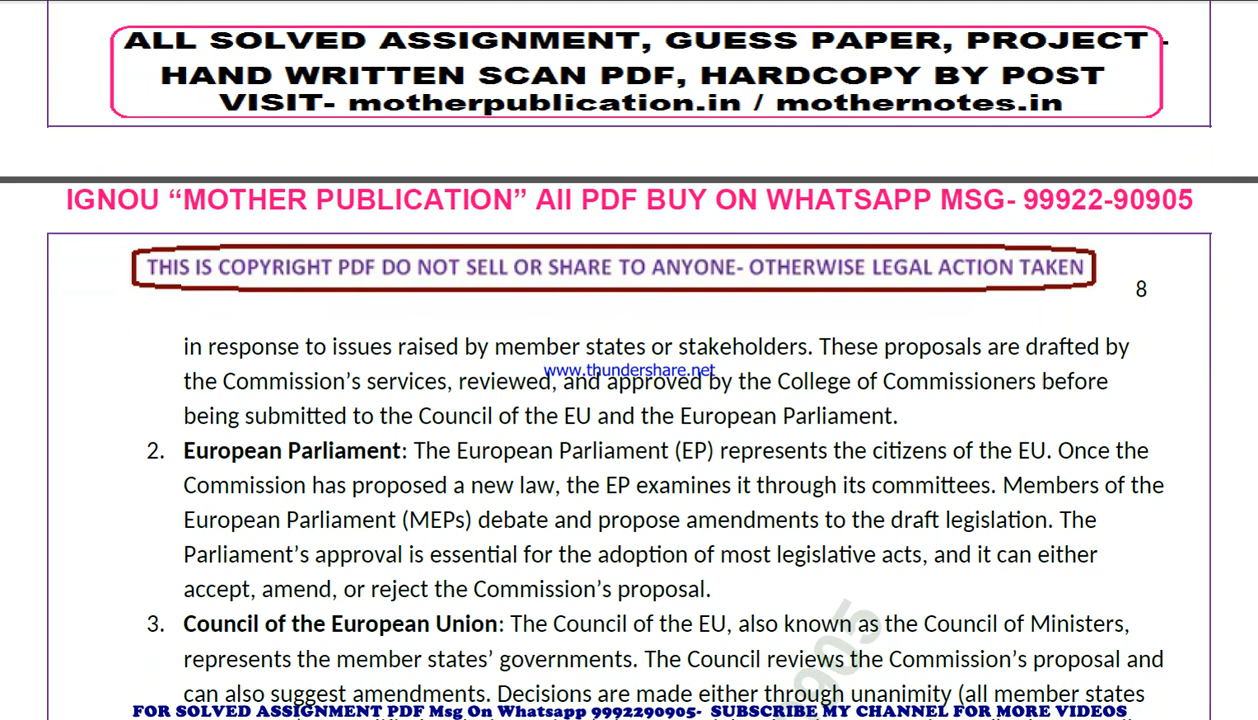 ALL SOLVED ASSIGNMENT, GUESS PAPER, PROJECT -
HAND WRITTEN SCAN PDF, HARDCOPY BY POST
VISIT- motherpublication.in / mothernotes.in
IGNOU “MOTHER PUBLICATION” All PDF BUY ON WHATSAPP MSG- 99922-90905
THIS IS COPYRIGHT PDF DO NOT SELL OR SHARE TO ANYONE- OTHERWISE LEGAL ACTION TAKEN
8
in response to issues raised by member states or stakeholders. These proposals are drafted by
www.thundershare.net
the Commission’s services, reviewed, and approved by the College of Commissioners before
being submitted to the Council of the EU and the European Parliament.
2. European Parliament: The European Parliament (EP) represents the citizens of the EU. Once the
Commission has proposed a new law, the EP examines it through its committees. Members of the
European Parliament (MEPs) debate and propose amendments to the draft legislation. The
Parliament’s approval is essential for the adoption of most legislative acts, and it can either
accept, amend, or reject the Commission’s proposal.
3. Council of the European Union: The Council of the EU, also known as the Council of Ministers,
represents the member states’ governments. The Council reviews the Commission’s proposal and
can also suggest amendments. Decisions are made either through unanimity (all member states
905
FOR SOLVED ASSIGNMENT PDF Msg On Whatsapp 9992290905- SUBSCRIBE MY CHANNEL FOR MORE VIDEOS